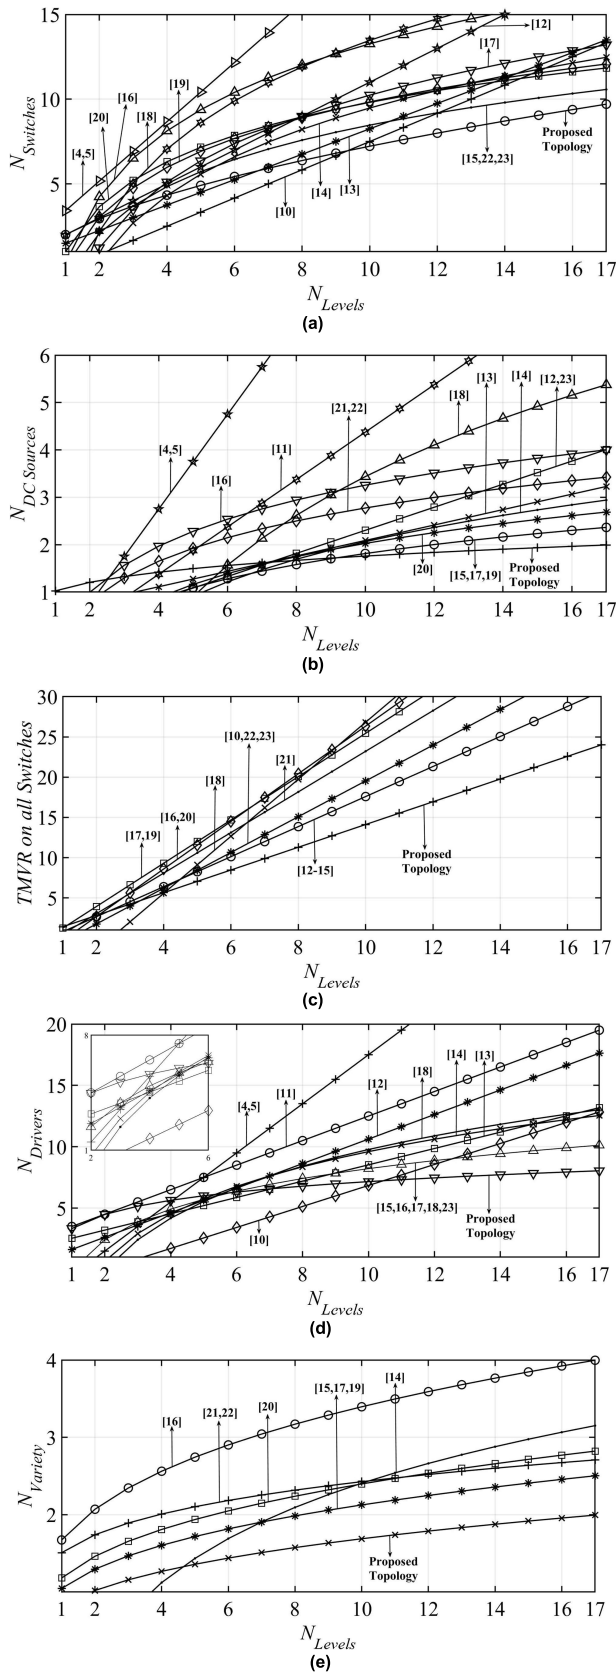 15
10
5
N_Switches
[12]
[17]
[19]
[16]
[18]
[20]
[4,5]
Proposed
Topology
[15,22,23]
[13]
[14]
[10]
1 2 4 6 8 10 12 14 16 17
N_Levels
(a)
6
5
4
3
2
1
N_DC Sources
[14]
[13]
[12,23]
[18]
[21,22]
[11]
[4,5]
[16]
[20]
[15,17,19]
Proposed
Topology
1 2 4 6 8 10 12 14 16 17
N_Levels
(b)
30
25
20
15
10
5
TMVR on all Switches
[10,22,23]
[21]
[18]
[16,20]
[17,19]
[12-15]
Proposed
Topology
1 2 4 6 8 10 12 14 16 17
N_Levels
(c)
20
15
10
5
N_Drivers
8
1
2 6
[14]
[13]
[18]
[12]
[11]
[4,5]
[15,16,17,18,23]
[10]
Proposed
Topology
1 2 4 6 8 10 12 14 16 17
N_Levels
(d)
4
3
2
N_Variety
[14]
[15,17,19]
[20]
[21,22]
[16]
Proposed
Topology
1 2 4 6 8 10 12 14 16 17
N_Levels
(e)